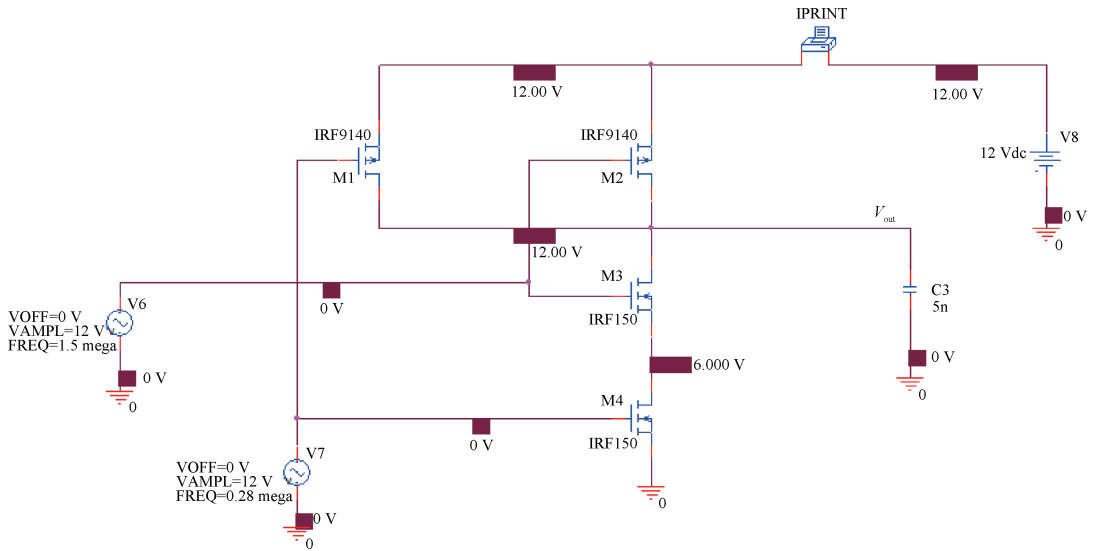 IPRINT
12.00 V
12.00 V
IRF9140
IRF9140
V8
12 Vdc
M1
M2
0 V
0
Vout
12.00 V
M3
V6
0 V
C3
5n
VOFF=0 V
VAMPL=12 V
FREQ=1.5 mega
IRF150
6.000 V
0 V
0 V
0
0
M4
0 V
IRF150
V7
VOFF=0 V
VAMPL=12 V
FREQ=0.28 mega
0
0 V
0